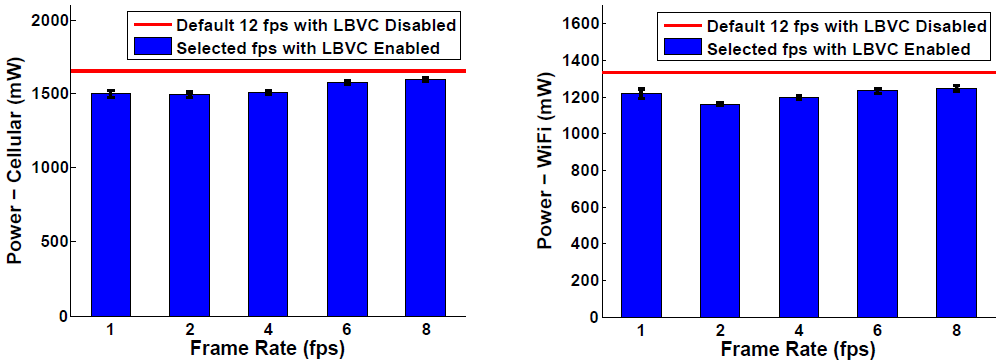 Default 12 fps with LBVC Disabled
Selected fps with LBVC Enabled
Power − Cellular (mW)
2000
1500
1000
500
0
1 2 4 6 8
Frame Rate (fps)
Default 12 fps with LBVC Disabled
Selected fps with LBVC Enabled
Power − WiFi (mW)
1600
1400
1200
1000
800
600
400
200
0
1 2 4 6 8
Frame Rate (fps)